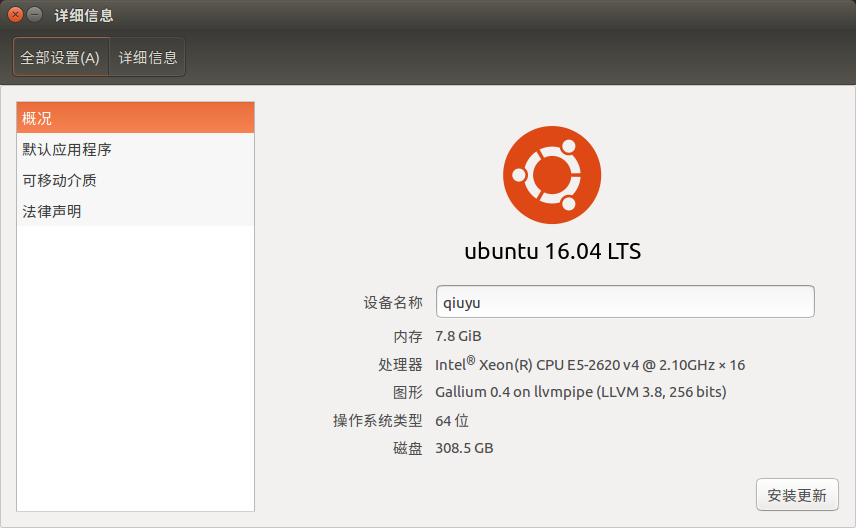 详细信息
全部设置(A) 详细信息
概况
默认应用程序
可移动介质
法律声明
ubuntu 16.04 LTS
设备名称 qiuyu
内存 7.8 GiB
处理器 Intel® Xeon(R) CPU E5-2620 v4 @ 2.10GHz × 16
图形 Gallium 0.4 on llvmpipe (LLVM 3.8, 256 bits)
操作系统类型 64 位
磁盘 308.5 GB
安装更新